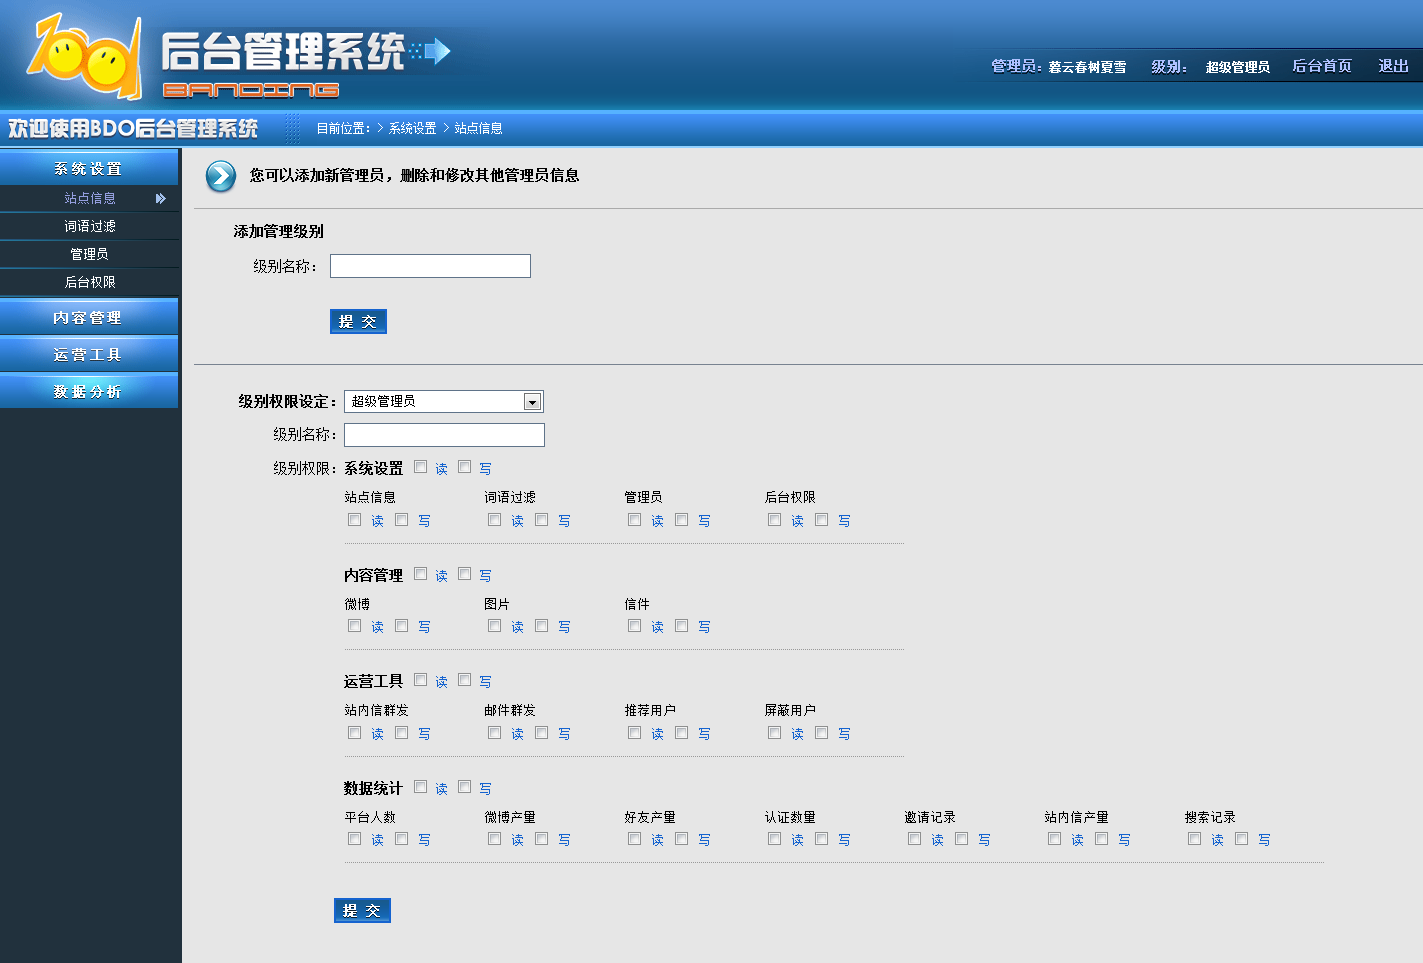 后台管理系统
BANDING
管理员： 暮云春树夏雪 级别： 超级管理员 后台首页 退出
欢迎使用BDO后台管理系统
目前位置： > 系统设置 > 站点信息
系统设置
站点信息
词语过滤
管理员
后台权限
内容管理
运营工具
数据分析
您可以添加新管理员，删除和修改其他管理员信息
添加管理级别
级别名称：
提 交
级别权限设定： 超级管理员
级别名称：
级别权限： 系统设置 读 写
站点信息 词语过滤 管理员 后台权限
读 写 读 写 读 写 读 写
内容管理 读 写
微博 图片 信件
读 写 读 写 读 写
运营工具 读 写
站内信群发 邮件群发 推荐用户 屏蔽用户
读 写 读 写 读 写 读 写
数据统计 读 写
平台人数 微博产量 好友产量 认证数量 邀请记录 站内信产量 搜索记录
读 写 读 写 读 写 读 写 读 写 读 写 读 写
提 交